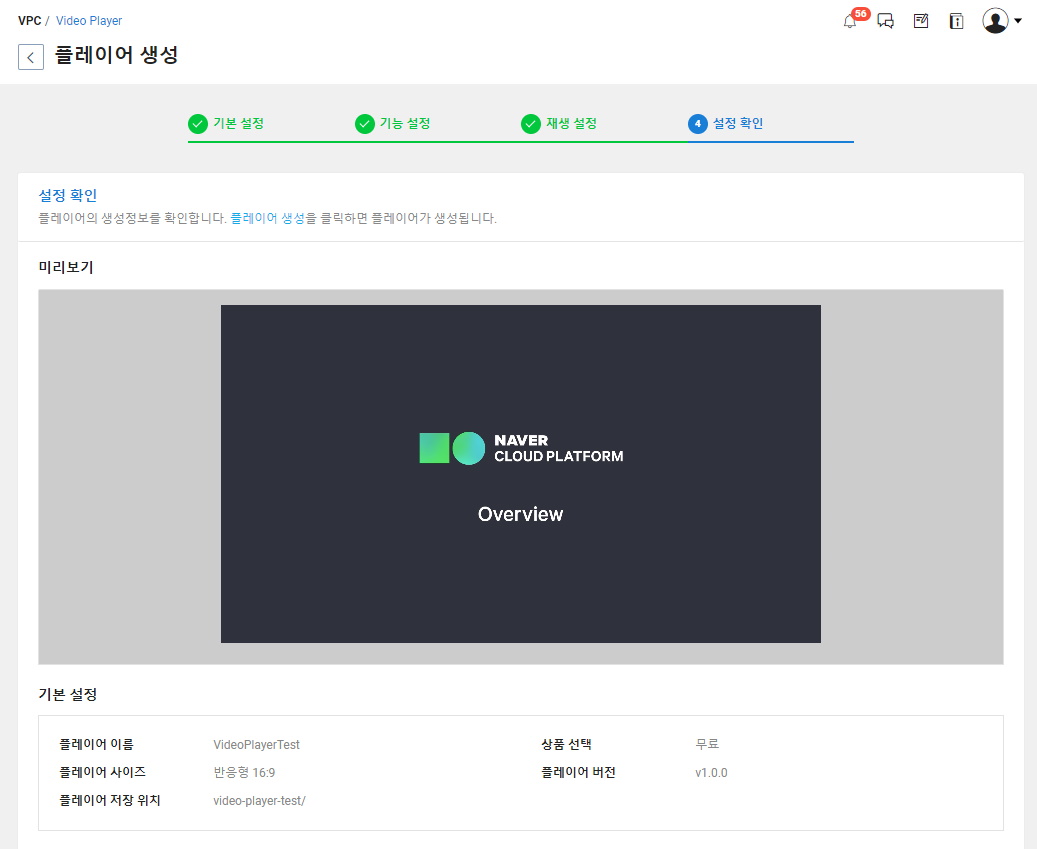 VPC / Video Player
56
플레이어 생성
기본 설정
기능 설정
재생 설정
4 설정 확인
설정 확인
플레이어의 생성정보를 확인합니다. 플레이어 생성을 클릭하면 플레이어가 생성됩니다.
미리보기
NAVER
CLOUD PLATFORM
Overview
기본 설정
플레이어 이름 VideoPlayerTest 상품 선택 무료
플레이어 사이즈 반응형 16:9 플레이어 버전 v1.0.0
플레이어 저장 위치 video-player-test/